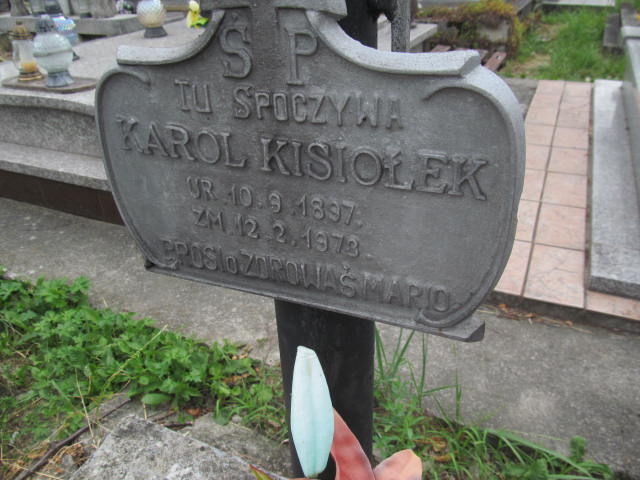 Ś P
TU SPOCZYWA
KAROL KISIOŁEK
UR. 10.9.1897.
ZM. 12.2.1973.
PROSI o ZDROWAŚ MARIO